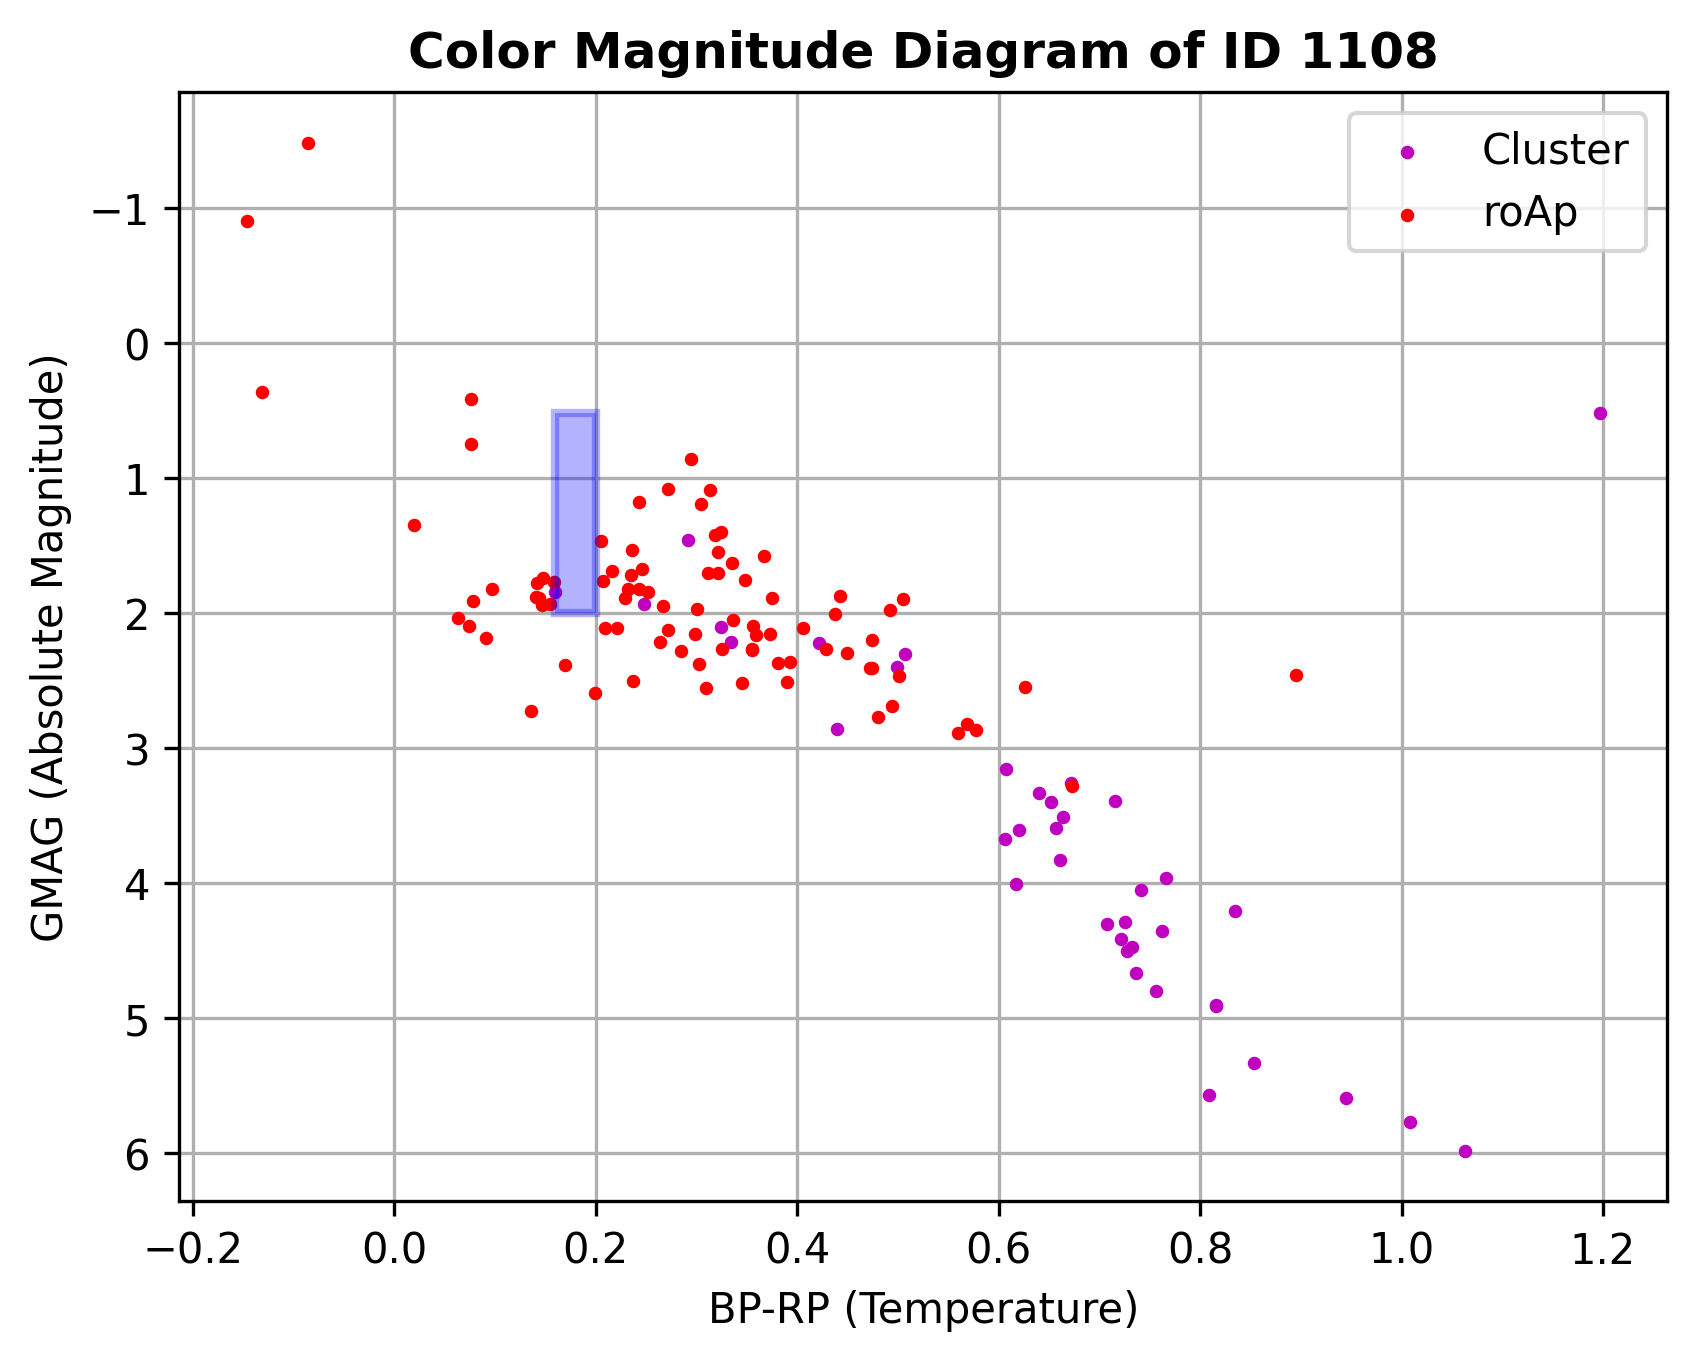 Color Magnitude Diagram of ID 1108
Cluster
roAp
GMAG (Absolute Magnitude)
−1
0
1
2
3
4
5
6
−0.2 0.0 0.2 0.4 0.6 0.8 1.0 1.2
BP-RP (Temperature)